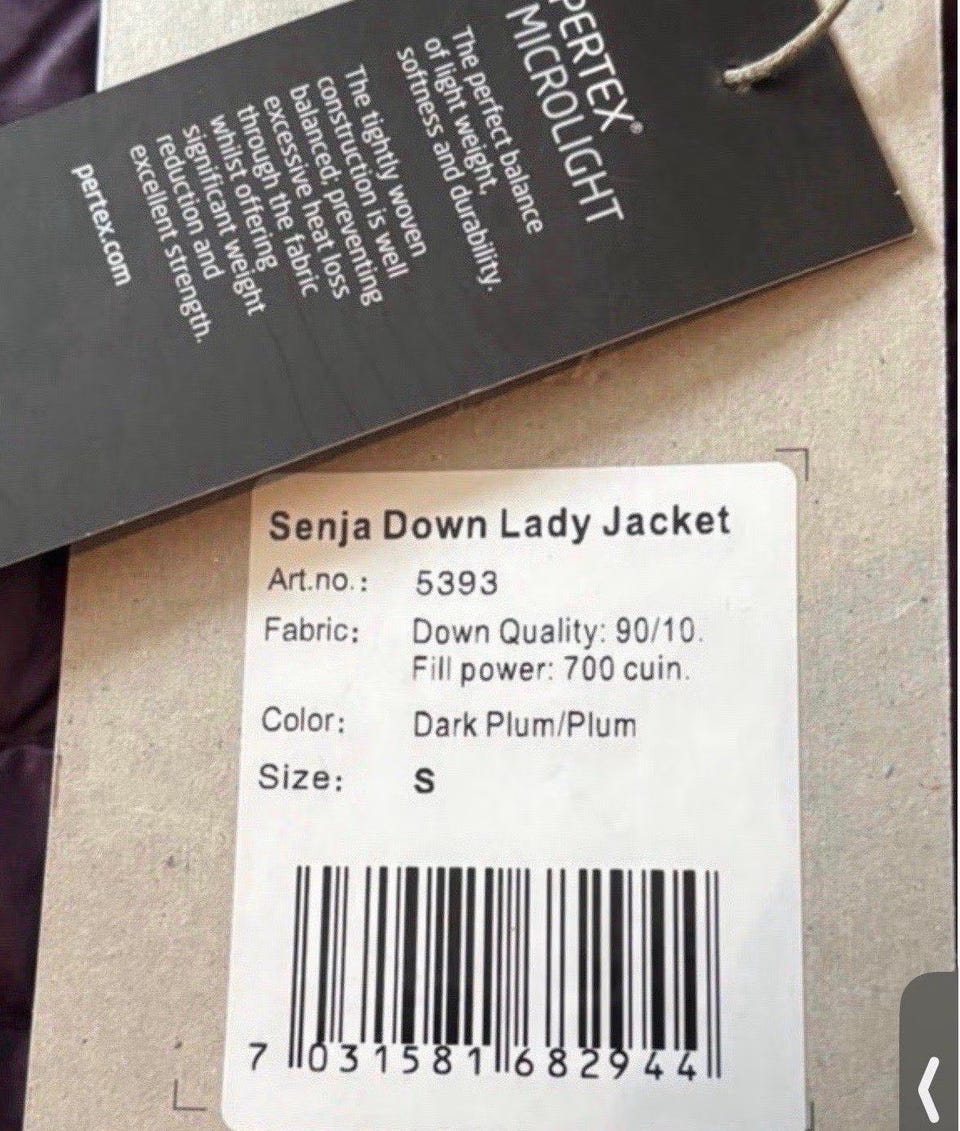 PERTEX®
MICROLIGHT
The perfect balance
of light weight,
softness and durability.
The tightly woven
construction is well
balanced, preventing
excessive heat loss
through the fabric
whilst offering
significant weight
reduction and
excellent strength.
pertex.com
Senja Down Lady Jacket
Art.no.: 5393
Fabric: Down Quality: 90/10.
Fill power: 700 cuin.
Color: Dark Plum/Plum
Size: S
7 031581 682944